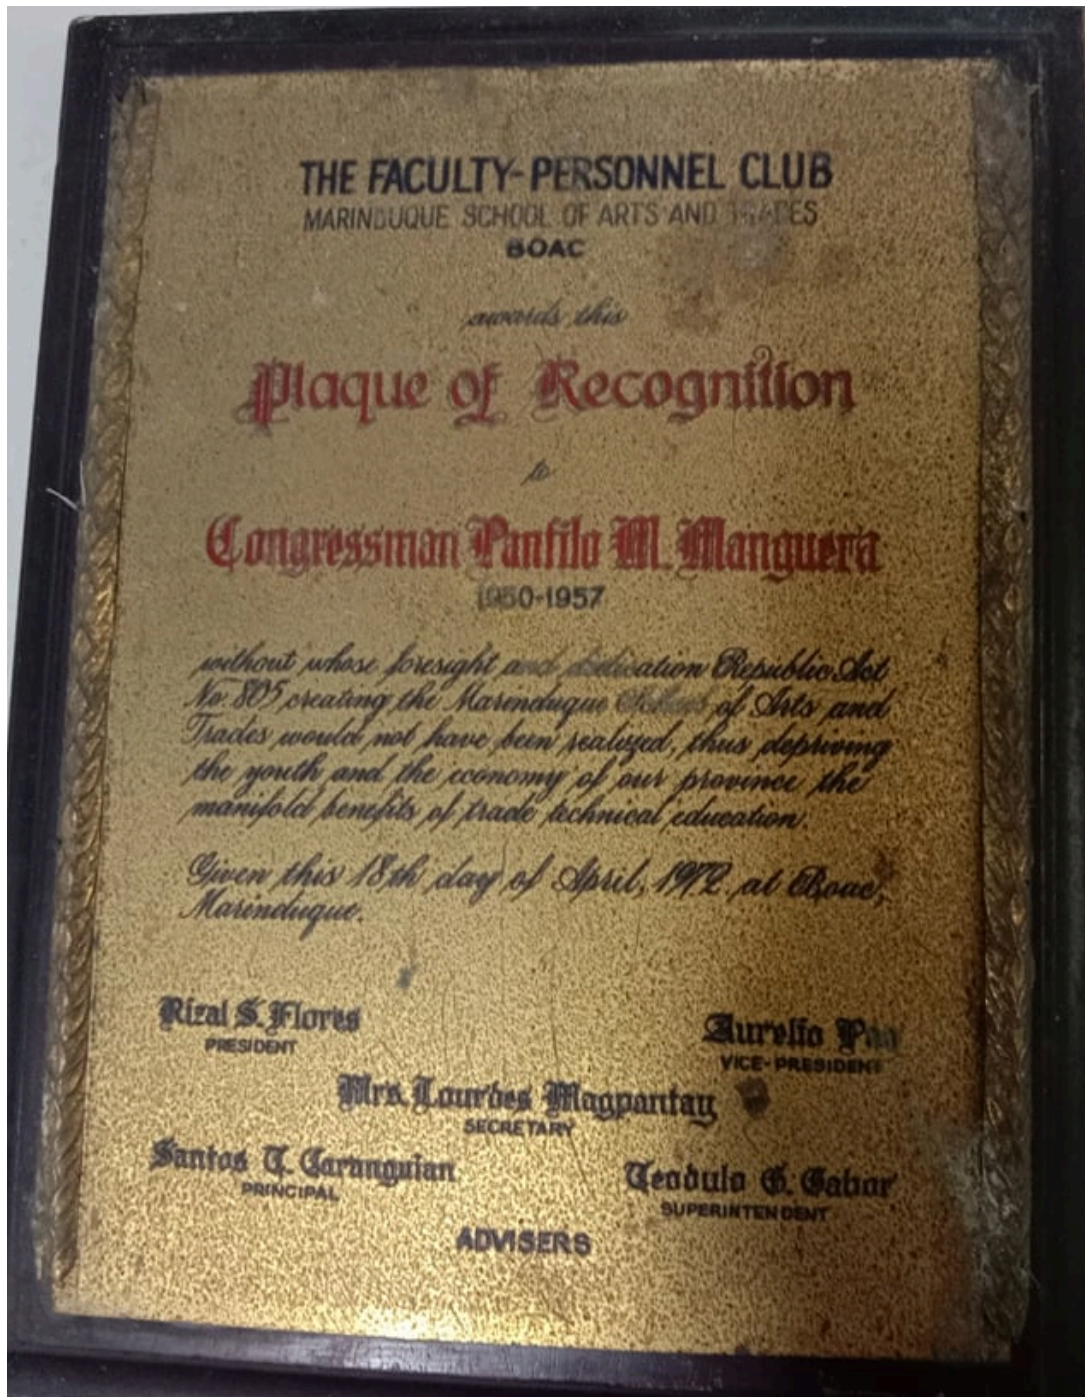 THE FACULTY-PERSONNEL CLUB
MARINDUQUE SCHOOL OF ARTS AND TRADES
BOAC
awards this
Plaque of Recognition
to
Congressman Panfilo M. Manguera
1950-1957
without whose foresight and dedication Republic Act
No. 805 creating the Marinduque School of Arts and
Trades would not have been realized, thus depriving
the youth and the economy of our province the
manifold benefits of trade technical education.
Given this 18th day of April, 1972 at Boac,
Marinduque.
Rizal S. Flores
PRESIDENT
Aurelio
VICE-PRESIDENT
Mrs. Lourdes Magpantay
SECRETARY
Santos T. Caranguian
PRINCIPAL
Teodulo G. Gabor
SUPERINTENDENT
ADVISERS